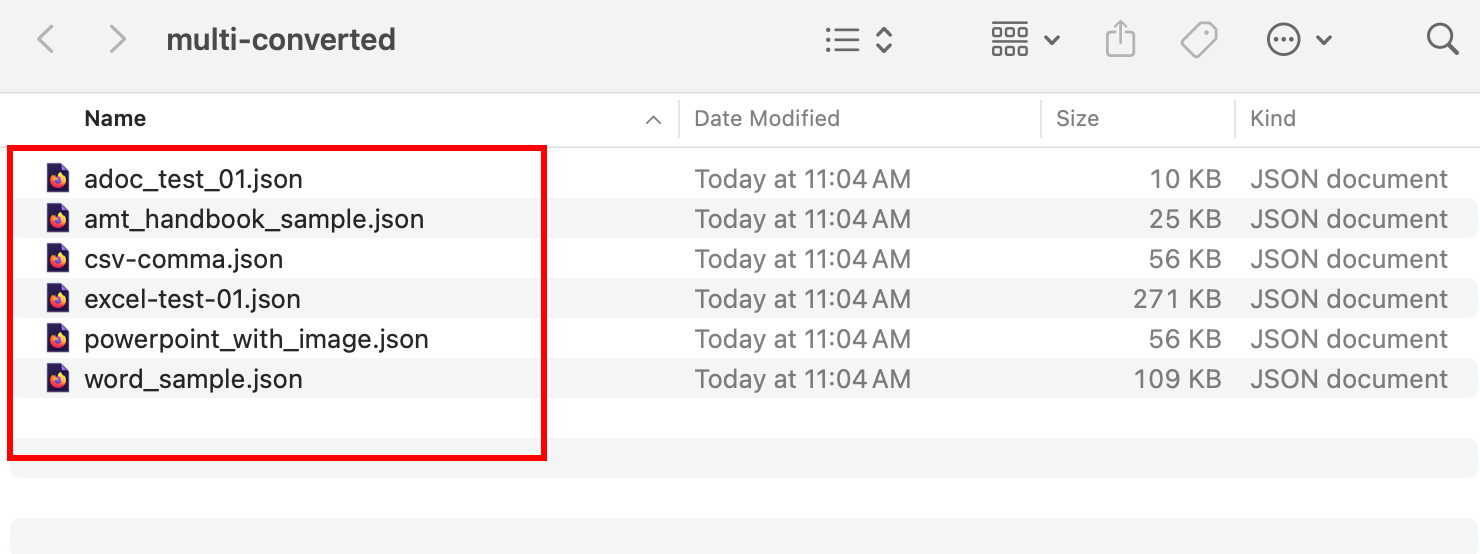 multi-converted
Name Date Modified Size Kind
adoc_test_01.json Today at 11:04 AM 10 KB JSON document
amt_handbook_sample.json Today at 11:04 AM 25 KB JSON document
csv-comma.json Today at 11:04 AM 56 KB JSON document
excel-test-01.json Today at 11:04 AM 271 KB JSON document
powerpoint_with_image.json Today at 11:04 AM 56 KB JSON document
word_sample.json Today at 11:04 AM 109 KB JSON document